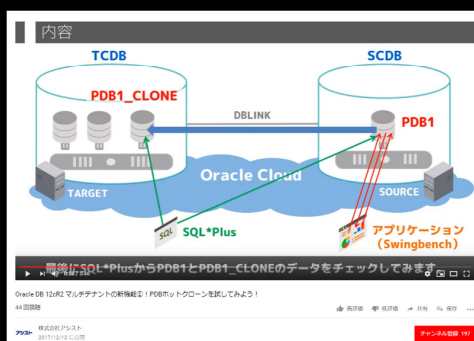 内容
TCDB
SCDB
PDB1_CLONE
DBLINK
PDB1
Oracle Cloud
TARGET
SOURCE
SQL
SQL*Plus
アプリケーション
（Swingbench）
最後にSQL*PlusからPDB1とPDB1_CLONEのデータをチェックしてみます
Oracle DB 12cR2 マルチテナントの新機能②！PDBホットクローンを試してみよう！
44 回視聴
高評価
低評価
共有
保存
アシスト
株式会社アシスト
2017/12/12 に公開
チャンネル登録 197